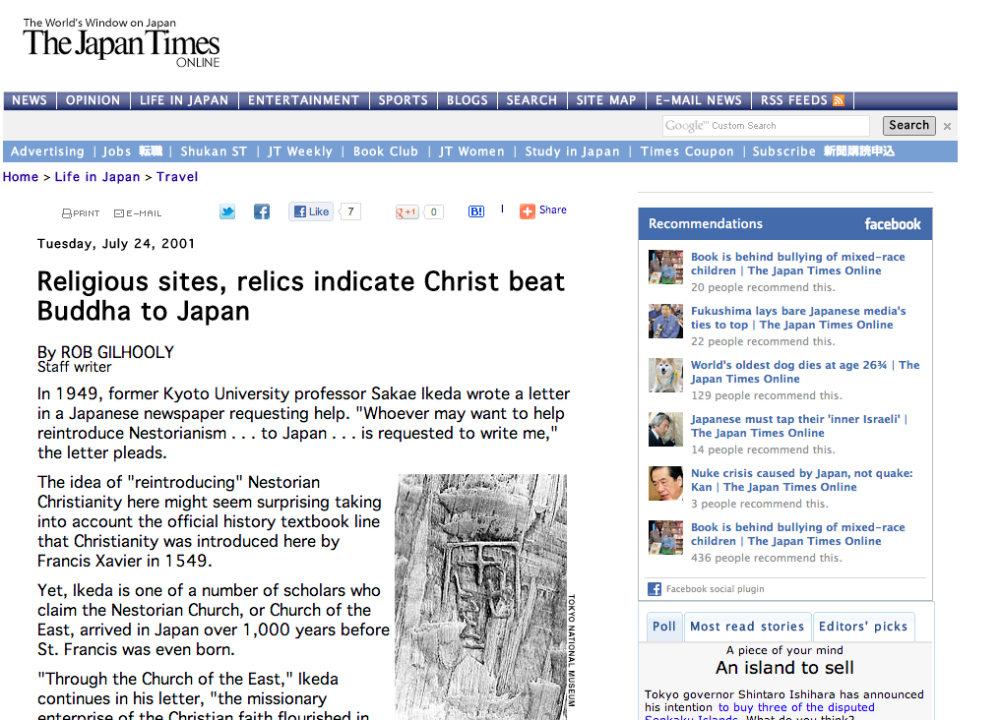 The World's Window on Japan
The Japan Times
ONLINE
NEWS OPINION LIFE IN JAPAN ENTERTAINMENT SPORTS BLOGS SEARCH SITE MAP E-MAIL NEWS RSS FEEDS
Google™ Custom Search Search ×
Advertising | Jobs 転職 | Shukan ST | JT Weekly | Book Club | JT Women | Study in Japan | Times Coupon | Subscribe 新聞購読申込
Home > Life in Japan > Travel
PRINT E-MAIL Like 7 +1 0 B! Share
Tuesday, July 24, 2001
Religious sites, relics indicate Christ beat
Buddha to Japan
By ROB GILHOOLY
Staff writer
In 1949, former Kyoto University professor Sakae Ikeda wrote a letter
in a Japanese newspaper requesting help. "Whoever may want to help
reintroduce Nestorianism . . . to Japan . . . is requested to write me,"
the letter pleads.
The idea of "reintroducing" Nestorian
Christianity here might seem surprising taking
into account the official history textbook line
that Christianity was introduced here by
Francis Xavier in 1549.
Yet, Ikeda is one of a number of scholars who
claim the Nestorian Church, or Church of the
East, arrived in Japan over 1,000 years before
St. Francis was even born.
"Through the Church of the East," Ikeda
continues in his letter, "the missionary
enterprise of the Christian faith flourished in
TOKYO NATIONAL MUSEUM
Recommendations facebook
Book is behind bullying of mixed-race
children | The Japan Times Online
20 people recommend this.
Fukushima lays bare Japanese media's
ties to top | The Japan Times Online
22 people recommend this.
World's oldest dog dies at age 26¾ | The
Japan Times Online
129 people recommend this.
Japanese must tap their 'inner Israeli' |
The Japan Times Online
14 people recommend this.
Nuke crisis caused by Japan, not quake:
Kan | The Japan Times Online
3 people recommend this.
Book is behind bullying of mixed-race
children | The Japan Times Online
436 people recommend this.
Facebook social plugin
Poll Most read stories Editors' picks
A piece of your mind
An island to sell
Tokyo governor Shintaro Ishihara has announced
his intention to buy three of the disputed
Senkaku Islands. What do you think?